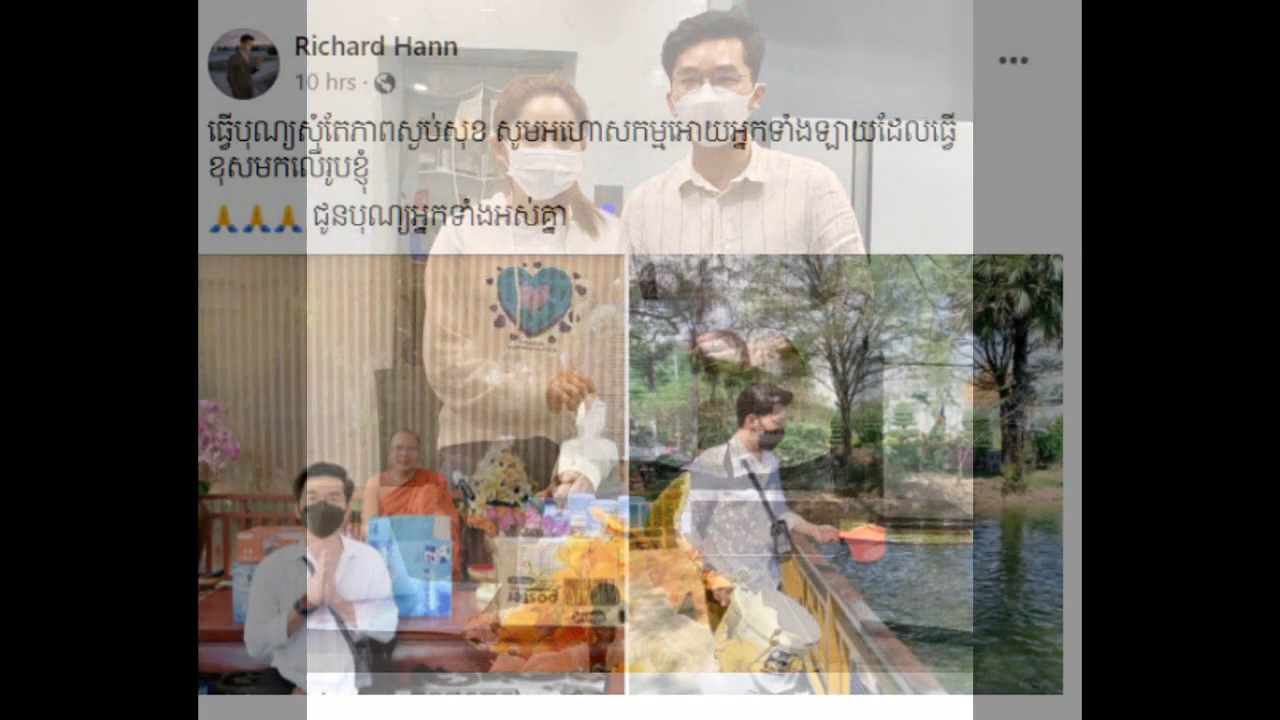 Richard Hann
10 hrs ·
ធ្វើបុណ្យសុំតែភាពស្ងប់សុខ សូមអហោសកម្មអោយអ្នកទាំងឡាយដែលធ្វើ
ខុសមកលើរូបខ្ញុំ
🙏🙏🙏 ជូនបុណ្យអ្នកទាំងអស់គ្នា